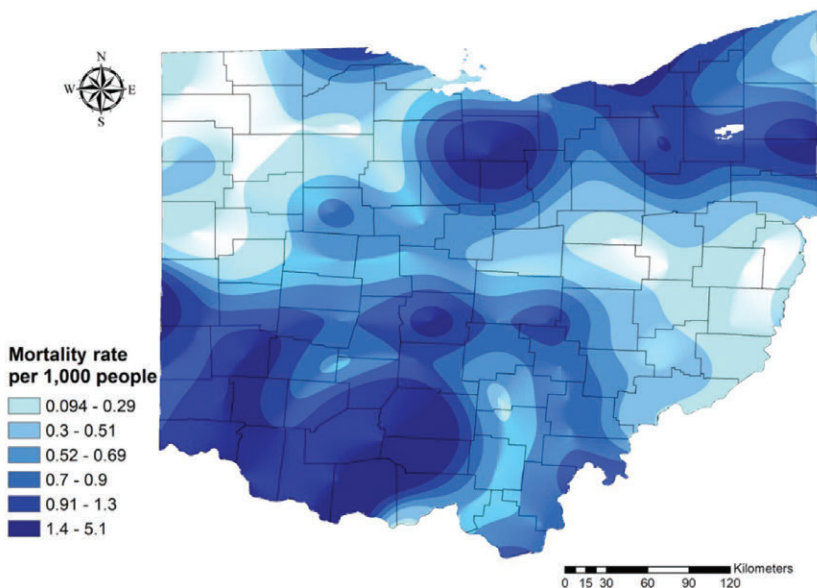 N
W E
S
Mortality rate
per 1,000 people
0.094 - 0.29
0.3 - 0.51
0.52 - 0.69
0.7 - 0.9
0.91 - 1.3
1.4 - 5.1
Kilometers
0 15 30 60 90 120